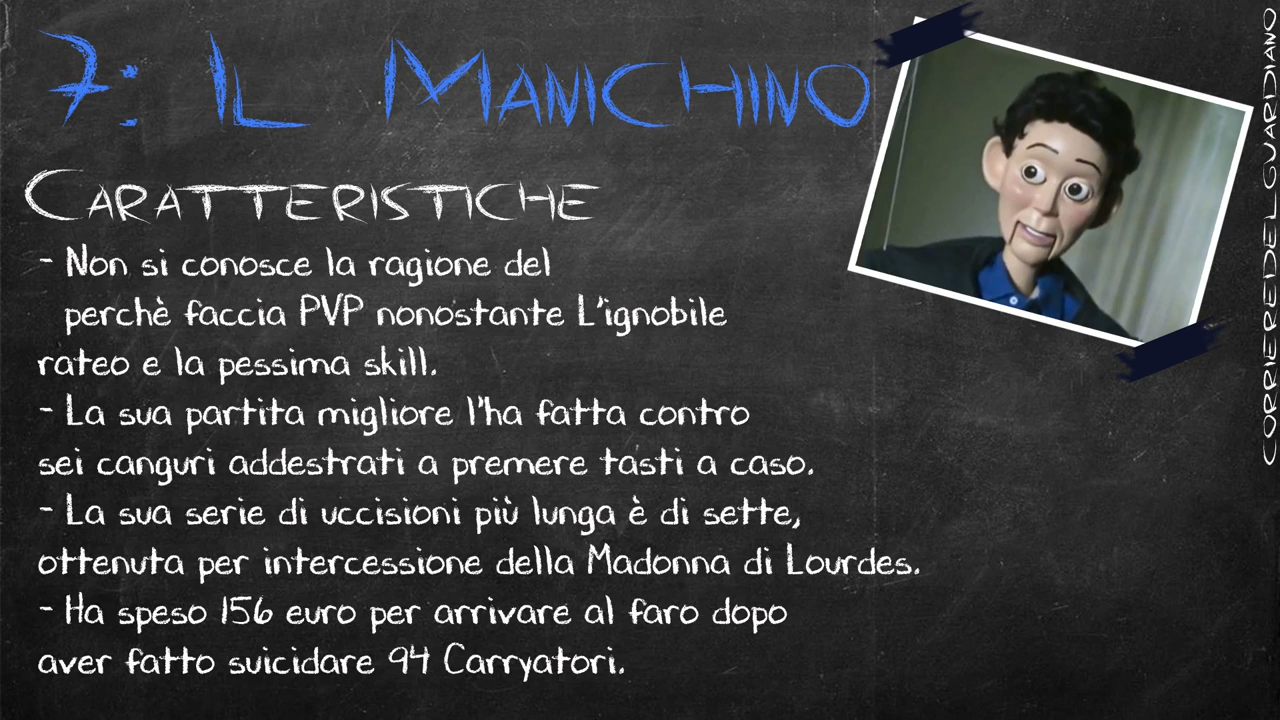 7: Il Manichino
Caratteristiche
- Non si conosce la ragione del
perchè faccia PVP nonostante L'ignobile
rateo e la pessima skill.
- La sua partita migliore l'ha fatta contro
sei canguri addestrati a premere tasti a caso.
- La sua serie di uccisioni più lunga è di sette,
ottenuta per intercessione della Madonna di Lourdes.
- Ha speso 156 euro per arrivare al faro dopo
aver fatto suicidare 94 Carryatori.
CORRIERE DEL GUARDIANO